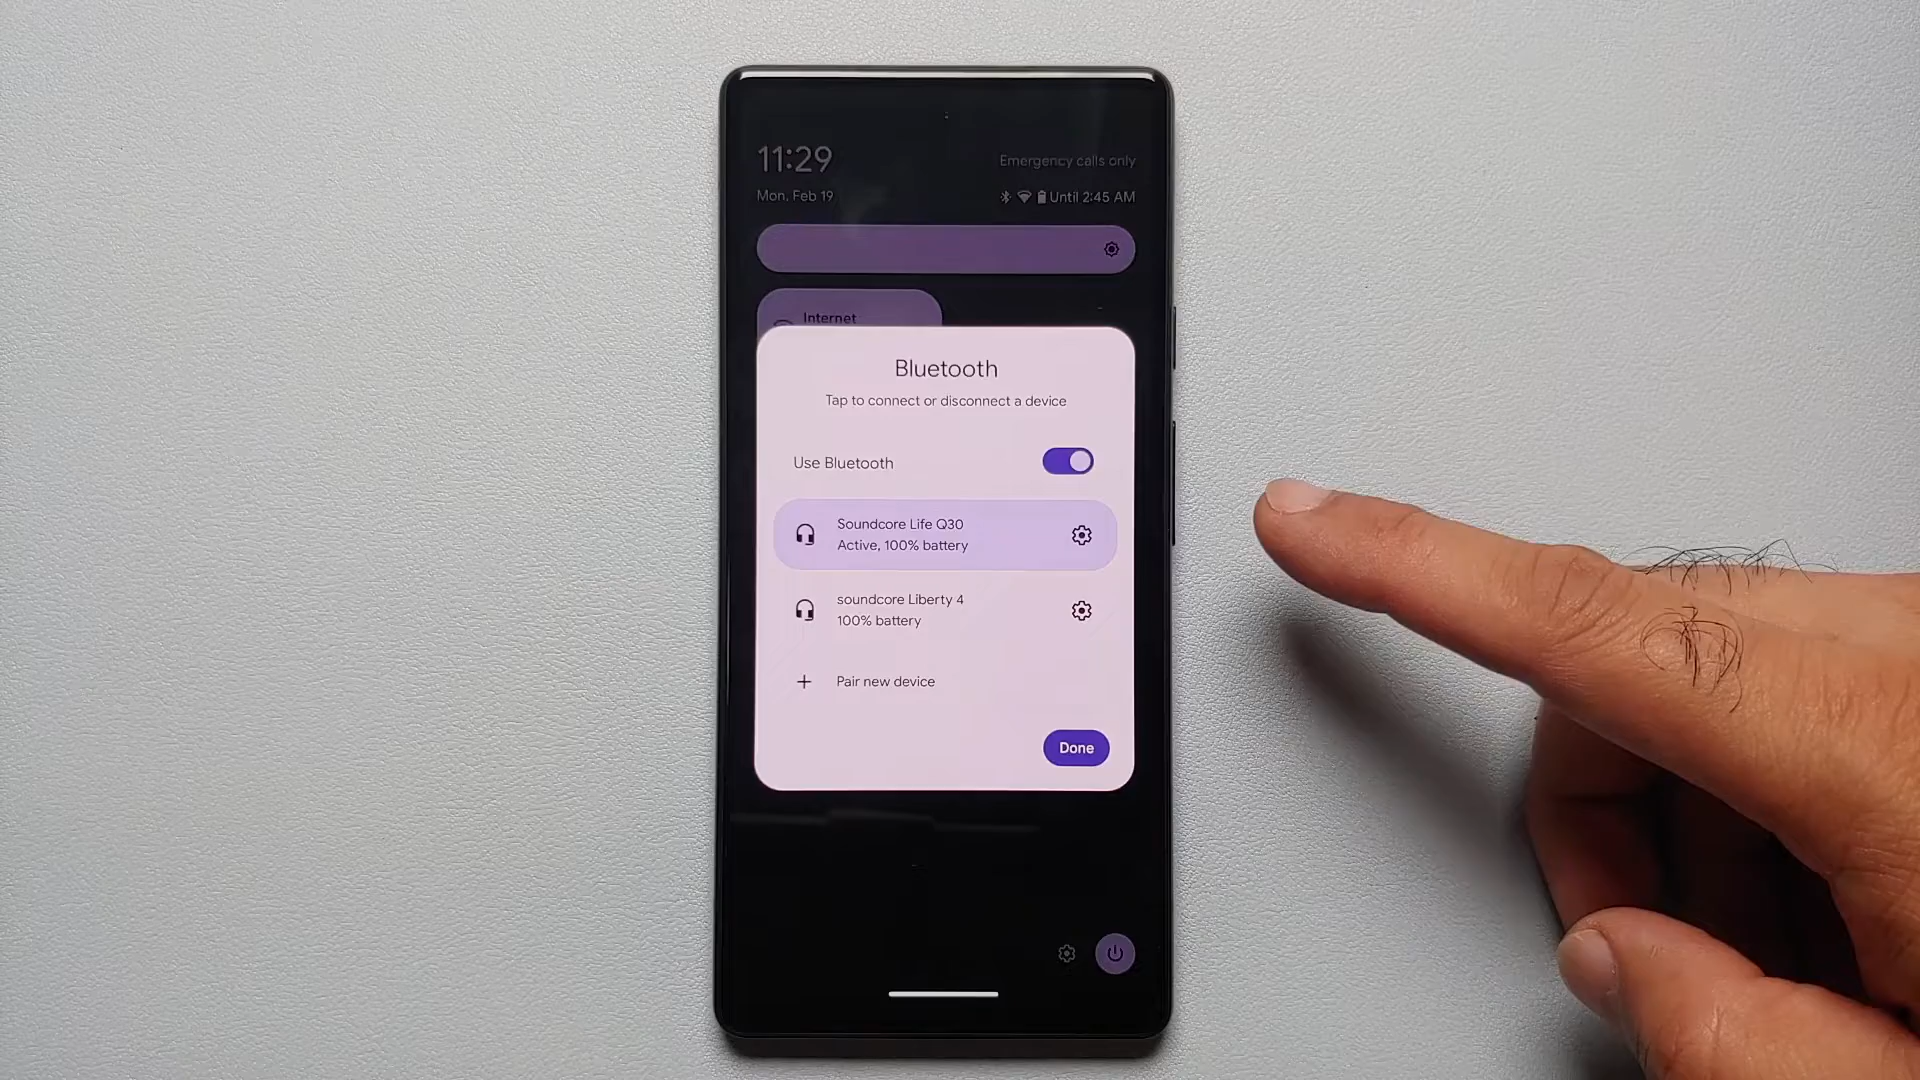 11:29
Emergency calls only
Mon, Feb 19
Until 2:45 AM
Internet
Bluetooth
Tap to connect or disconnect a device
Use Bluetooth
Soundcore Life Q30
Active, 100% battery
soundcore Liberty 4
100% battery
Pair new device
Done